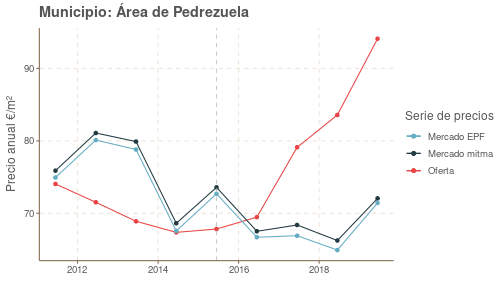 Municipio: Área de Pedrezuela
Precio anual €/m²
90
80
70
2012
2014
2016
2018
Serie de precios
Mercado EPF
Mercado mitma
Oferta